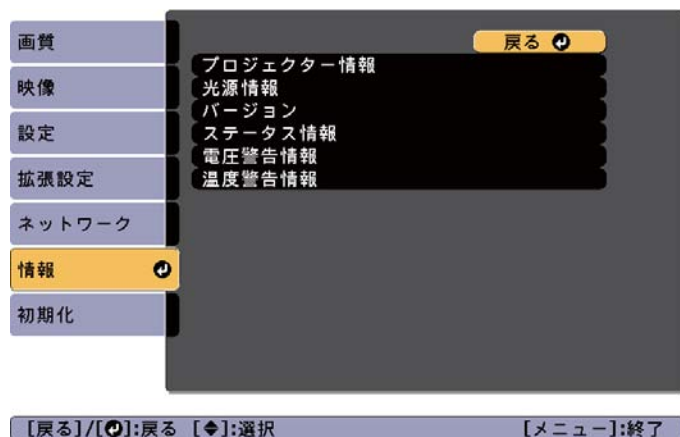 画質
映像
設定
拡張設定
ネットワーク
情報
初期化
戻る
プロジェクター情報
光源情報
バージョン
ステータス情報
電圧警告情報
温度警告情報
[戻る]/[⏎]:戻る [◆]:選択 [メニュー]:終了